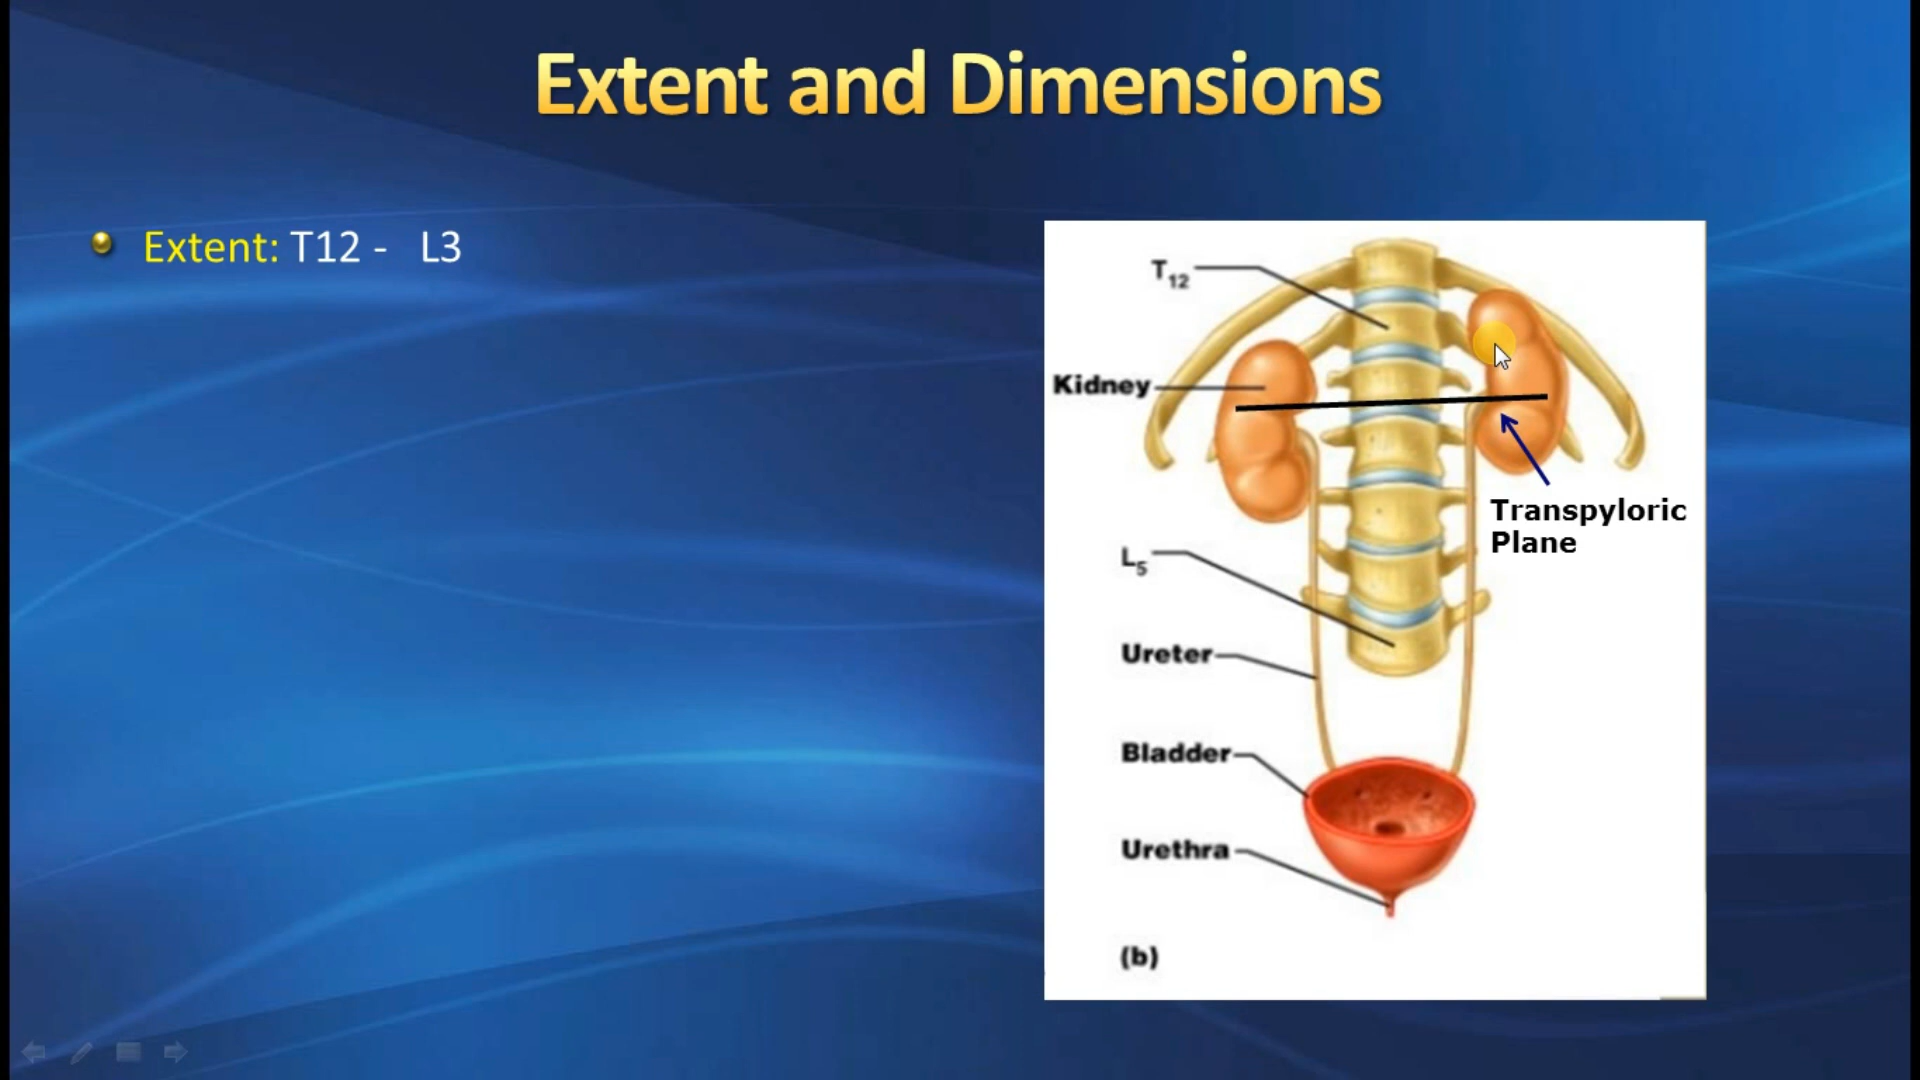 Extent and Dimensions
Extent: T12 -   L3
T12
Kidney
Transpyloric
Plane
L5
Ureter
Bladder
Urethra
(b)